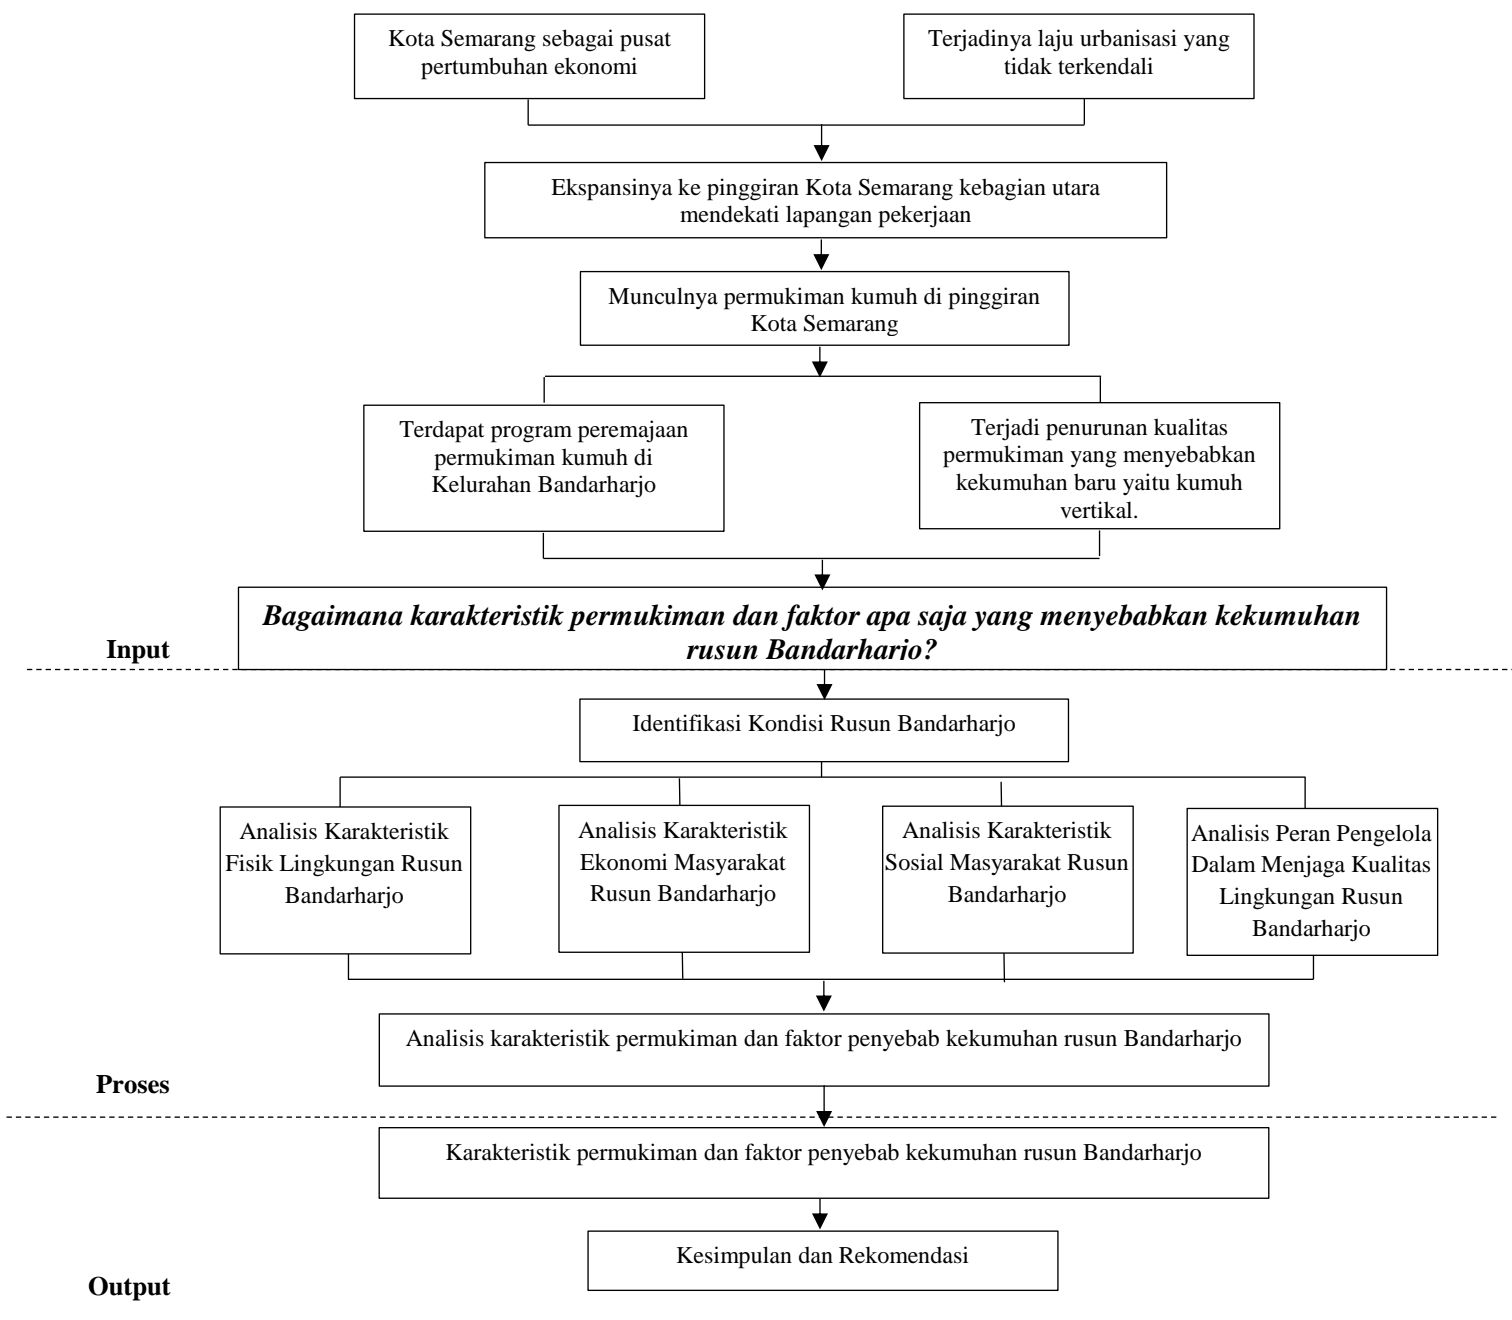 Kota Semarang sebagai pusat
pertumbuhan ekonomi
Terjadinya laju urbanisasi yang
tidak terkendali
Ekspansinya ke pinggiran Kota Semarang kebagian utara
mendekati lapangan pekerjaan
Munculnya permukiman kumuh di pinggiran
Kota Semarang
Terdapat program peremajaan
permukiman kumuh di
Kelurahan Bandarharjo
Terjadi penurunan kualitas
permukiman yang menyebabkan
kekumuhan baru yaitu kumuh
vertikal.
Bagaimana karakteristik permukiman dan faktor apa saja yang menyebabkan kekumuhan
rusun Bandarharjo?
Input
Identifikasi Kondisi Rusun Bandarharjo
Analisis Karakteristik
Fisik Lingkungan Rusun
Bandarharjo
Analisis Karakteristik
Ekonomi Masyarakat
Rusun Bandarharjo
Analisis Karakteristik
Sosial Masyarakat Rusun
Bandarharjo
Analisis Peran Pengelola
Dalam Menjaga Kualitas
Lingkungan Rusun
Bandarharjo
Analisis karakteristik permukiman dan faktor penyebab kekumuhan rusun Bandarharjo
Proses
Karakteristik permukiman dan faktor penyebab kekumuhan rusun Bandarharjo
Kesimpulan dan Rekomendasi
Output